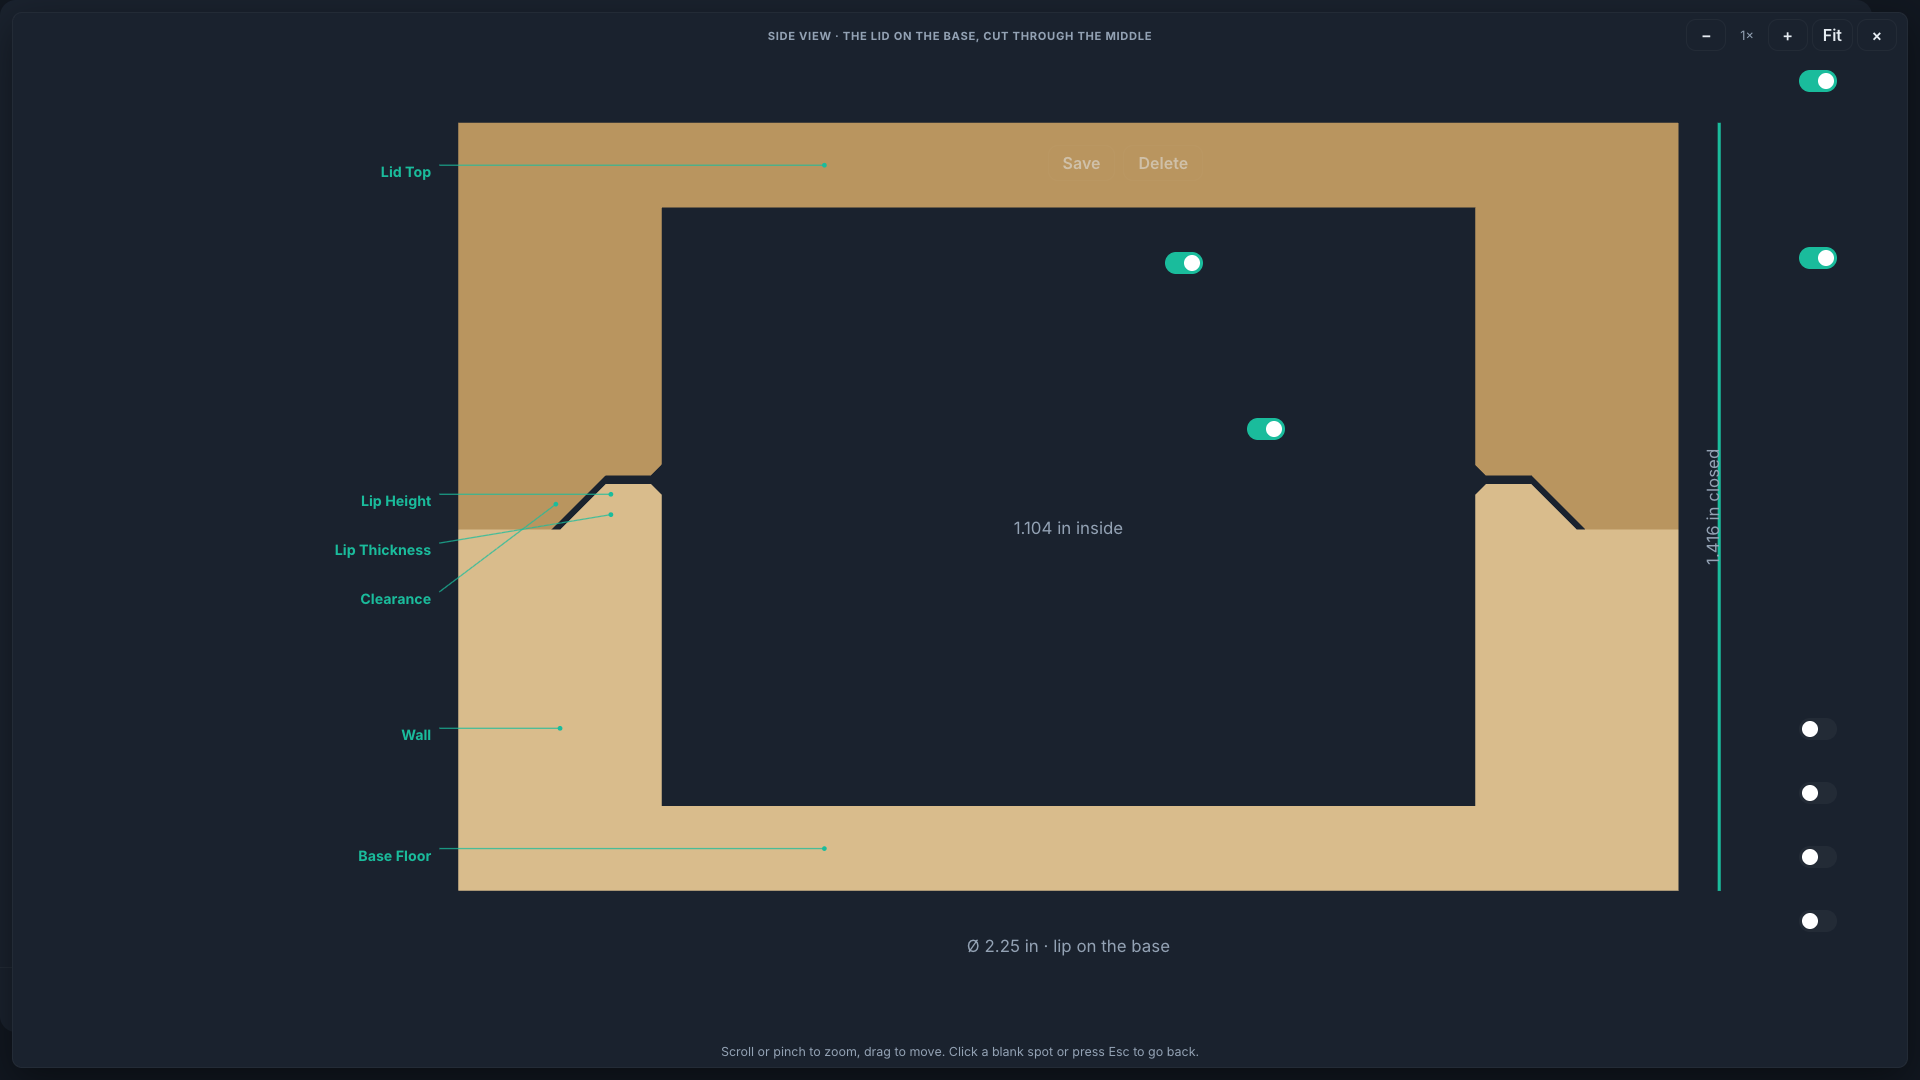 SIDE VIEW · THE LID ON THE BASE, CUT THROUGH THE MIDDLE
− 1× + Fit ×
Lid Top
Save Delete
Lip Height
Lip Thickness
Clearance
1.104 in inside
1.416 in closed
Wall
Base Floor
Ø 2.25 in · lip on the base
Scroll or pinch to zoom, drag to move. Click a blank spot or press Esc to go back.